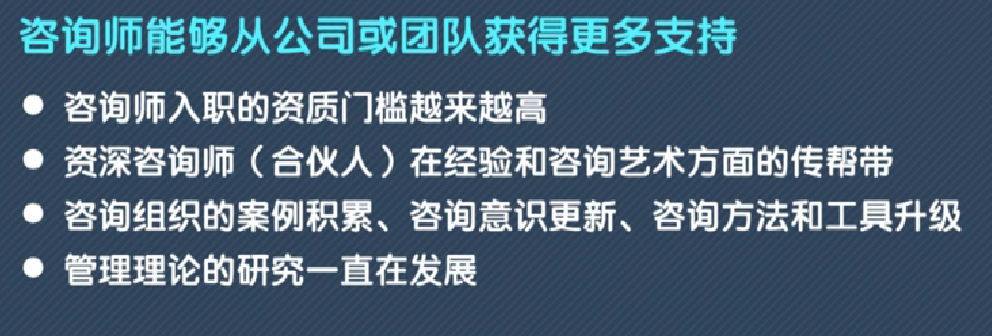 咨询师能够从公司或团队获得更多支持
● 咨询师入职的资质门槛越来越高
● 资深咨询师（合伙人）在经验和咨询艺术方面的传帮带
● 咨询组织的案例积累、咨询意识更新、咨询方法和工具升级
● 管理理论的研究一直在发展